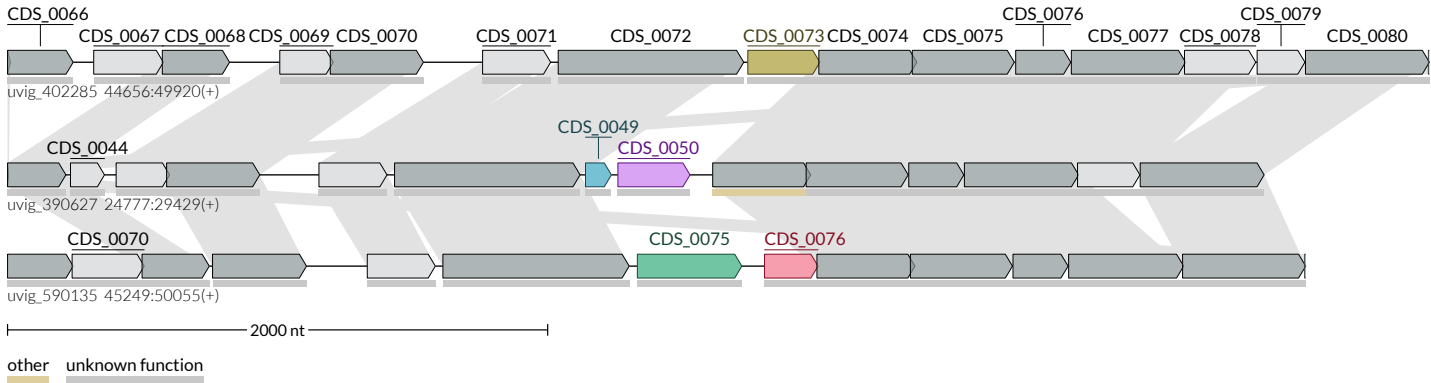 CDS_0066 CDS_0076 CDS_0079
CDS_0067 CDS_0068 CDS_0069 CDS_0070 CDS_0071 CDS_0072 CDS_0073 CDS_0074 CDS_0075 CDS_0077 CDS_0078 CDS_0080
uvig_402285 44656:49920(+)
CDS_0049
CDS_0044 CDS_0050
uvig_390627 24777:29429(+)
CDS_0070 CDS_0075 CDS_0076
uvig_590135 45249:50055(+)
2000 nt
other unknown function